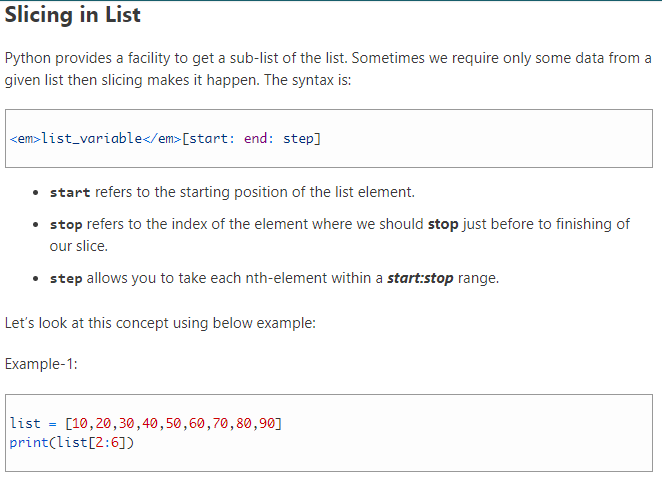 Slicing in List
Python provides a facility to get a sub-list of the list. Sometimes we require only some data from a
given list then slicing makes it happen. The syntax is:
<em>list_variable</em>[start: end: step]
• start refers to the starting position of the list element.
• stop refers to the index of the element where we should stop just before to finishing of
our slice.
• step allows you to take each nth-element within a start:stop range.
Let’s look at this concept using below example:
Example-1:
list = [10,20,30,40,50,60,70,80,90]
print(list[2:6])